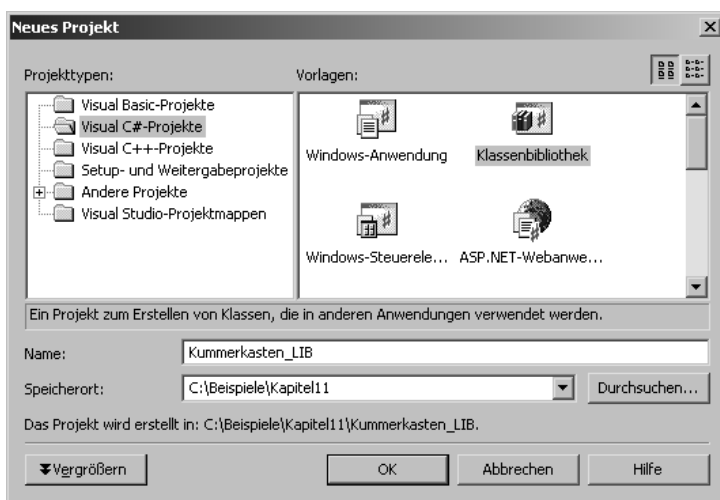 Neues Projekt
Projekttypen:
Vorlagen:
Visual Basic-Projekte
Visual C#-Projekte
Visual C++-Projekte
Setup- und Weitergabeprojekte
Andere Projekte
Visual Studio-Projektmappen
Windows-Anwendung
Klassenbibliothek
Windows-Steuerele...
ASP.NET-Webanwe...
Ein Projekt zum Erstellen von Klassen, die in anderen Anwendungen verwendet werden.
Name:
Kummerkasten_LIB
Speicherort:
C:\Beispiele\Kapitel11
Durchsuchen...
Das Projekt wird erstellt in: C:\Beispiele\Kapitel11\Kummerkasten_LIB.
Vergrößern
OK
Abbrechen
Hilfe